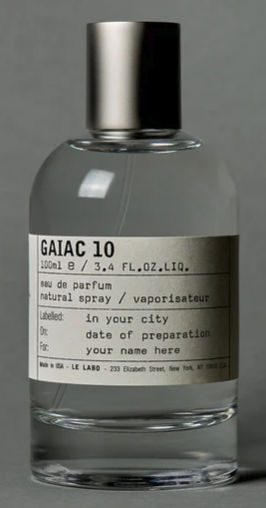 GAIAC 10
100ml ℮ / 3.4 FL.OZ.LIQ.
eau de parfum
natural spray / vaporisateur
Labelled: in your city
On: date of preparation
For: your name here
Made in USA - LE LABO - 233 Elizabeth Street, New York, NY 10012 USA